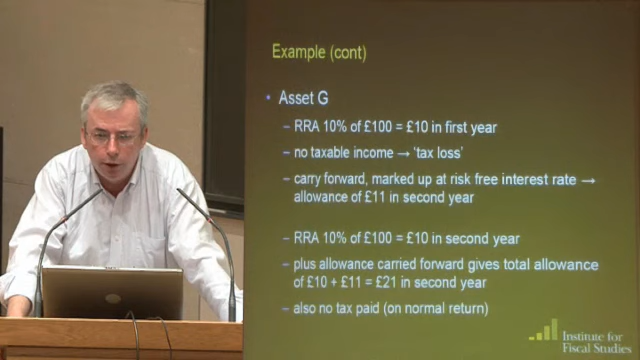 Example (cont)
• Asset G
– RRA 10% of £100 = £10 in first year
– no taxable income → 'tax loss'
– carry forward, marked up at risk free interest rate →
allowance of £11 in second year
– RRA 10% of £100 = £10 in second year
– plus allowance carried forward gives total allowance
of £10 + £11 = £21 in second year
– also no tax paid (on normal return)
Institute for
Fiscal Studies